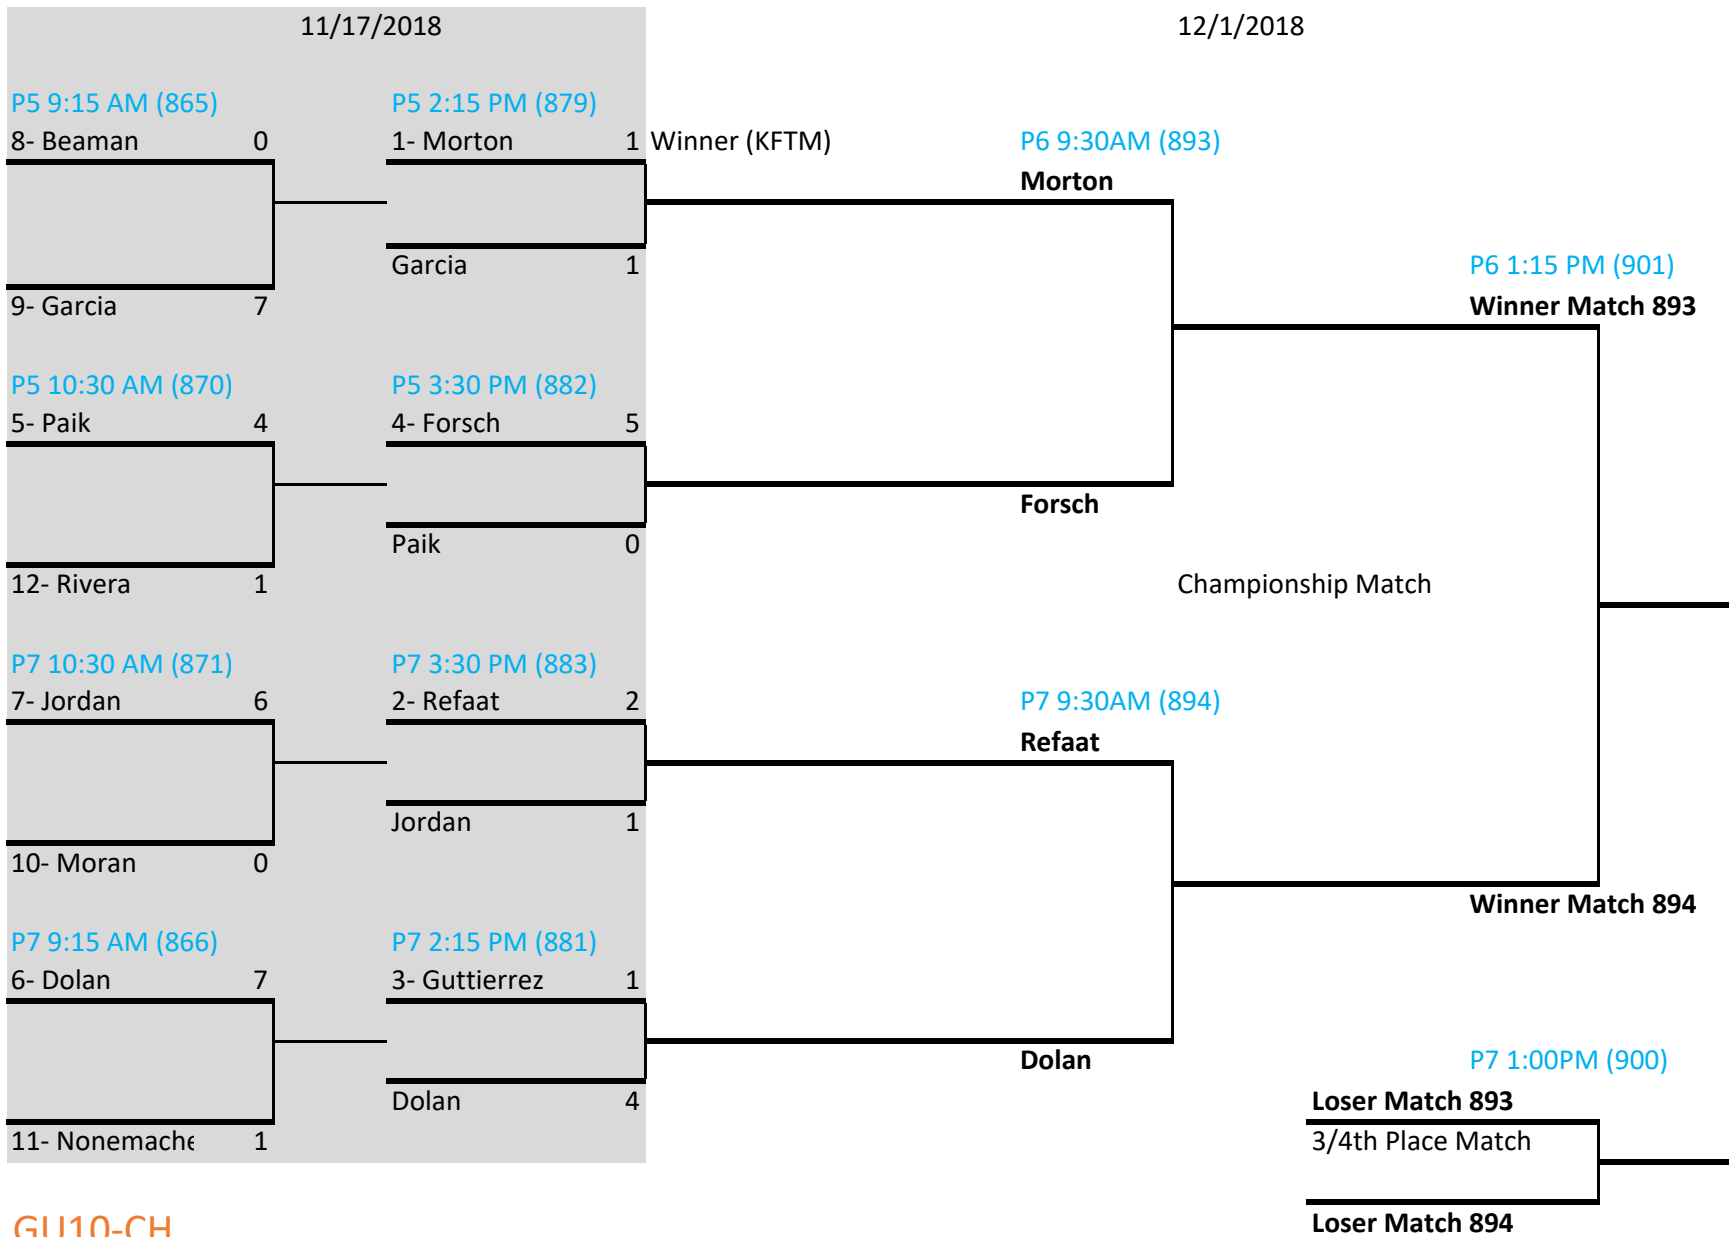 11/17/2018 12/1/2018
P5 9:15 AM (865) P5 2:15 PM (879)
8- Beaman 0 1- Morton 1 Winner (KFTM) P6 9:30AM (893)
Morton
Garcia 1 P6 1:15 PM (901)
9- Garcia 7 Winner Match 893
P5 10:30 AM (870) P5 3:30 PM (882)
5- Paik 4 4- Forsch 5
Forsch
Paik 0
12- Rivera 1 Championship Match
P7 10:30 AM (871) P7 3:30 PM (883)
7- Jordan 6 2- Refaat 2 P7 9:30AM (894)
Refaat
Jordan 1
10- Moran 0
Winner Match 894
P7 9:15 AM (866) P7 2:15 PM (881)
6- Dolan 7 3- Guttierrez 1
Dolan P7 1:00PM (900)
Dolan 4 Loser Match 893
11- Nonemache 1 3/4th Place Match
Loser Match 894
GU10-CH